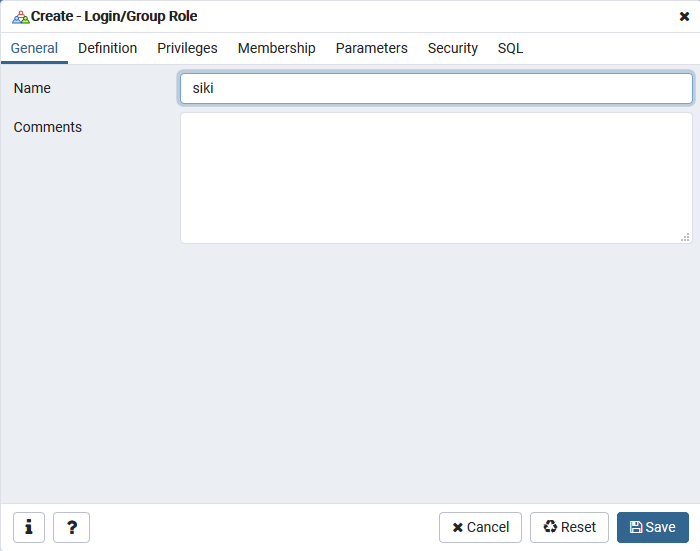 Create - Login/Group Role
General Definition Privileges Membership Parameters Security SQL
Name siki
Comments
i ? Cancel Reset Save